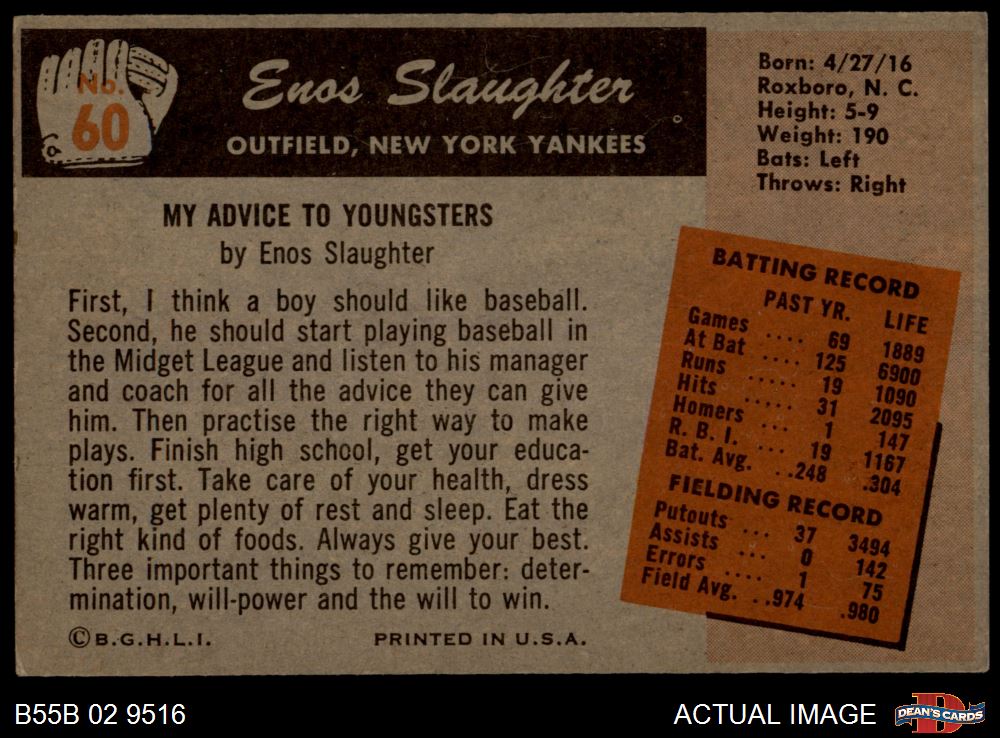 No.
60
Enos Slaughter
OUTFIELD, NEW YORK YANKEES
Born: 4/27/16
Roxboro, N. C.
Height: 5-9
Weight: 190
Bats: Left
Throws: Right
MY ADVICE TO YOUNGSTERS
by Enos Slaughter
First, I think a boy should like baseball.
Second, he should start playing baseball in
the Midget League and listen to his manager
and coach for all the advice they can give
him. Then practise the right way to make
plays. Finish high school, get your educa-
tion first. Take care of your health, dress
warm, get plenty of rest and sleep. Eat the
right kind of foods. Always give your best.
Three important things to remember: deter-
mination, will-power and the will to win.
©B.G.H.L.I. PRINTED IN U.S.A.
BATTING RECORD
PAST YR. LIFE
Games .... 69 1889
At Bat .... 125 6900
Runs ..... 19 1090
Hits ..... 31 2095
Homers ... 1 147
R. B. I. ... 19 1167
Bat. Avg. ..248 .304
FIELDING RECORD
Putouts ... 37 3494
Assists ... 0 142
Errors .... 1 75
Field Avg. ..974 .980
B55B 02 9516
ACTUAL IMAGE
DEAN'S CARDS